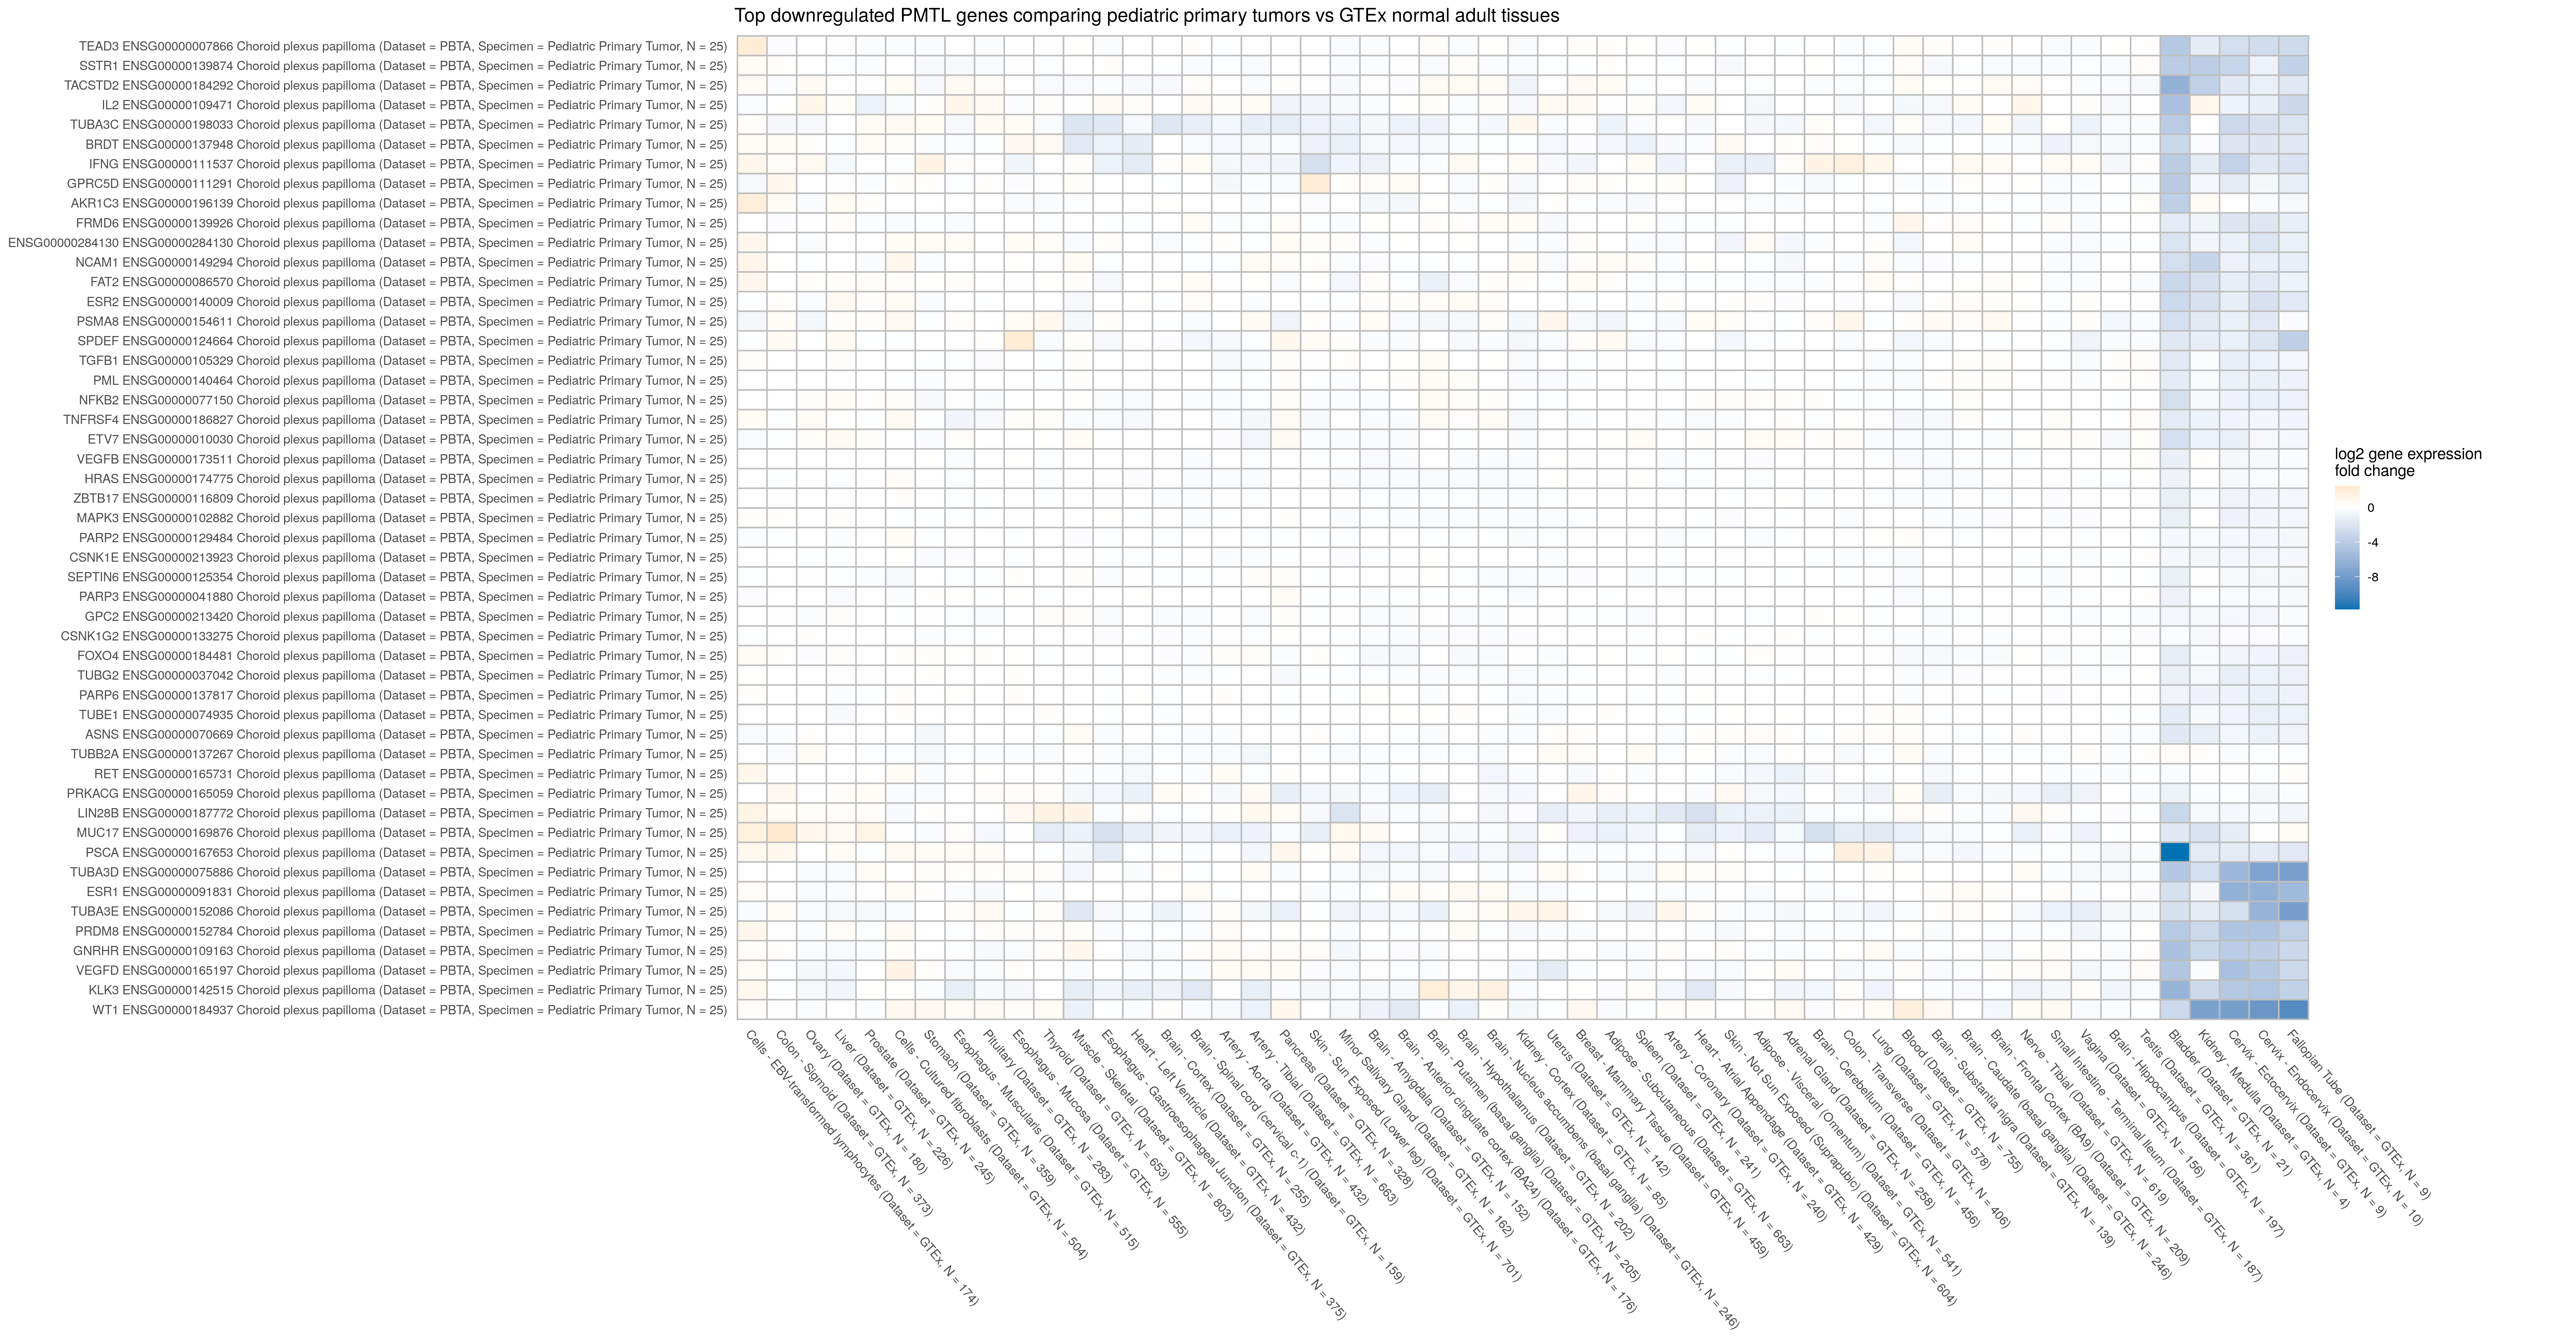 Top downregulated PMTL genes comparing pediatric primary tumors vs GTEx normal adult tissues
TEAD3 ENSG00000007866 Choroid plexus papilloma (Dataset = PBTA, Specimen = Pediatric Primary Tumor, N = 25)
SSTR1 ENSG00000139874 Choroid plexus papilloma (Dataset = PBTA, Specimen = Pediatric Primary Tumor, N = 25)
TACSTD2 ENSG00000184292 Choroid plexus papilloma (Dataset = PBTA, Specimen = Pediatric Primary Tumor, N = 25)
IL2 ENSG00000109471 Choroid plexus papilloma (Dataset = PBTA, Specimen = Pediatric Primary Tumor, N = 25)
TUBA3C ENSG00000198033 Choroid plexus papilloma (Dataset = PBTA, Specimen = Pediatric Primary Tumor, N = 25)
BRDT ENSG00000137948 Choroid plexus papilloma (Dataset = PBTA, Specimen = Pediatric Primary Tumor, N = 25)
IFNG ENSG00000111537 Choroid plexus papilloma (Dataset = PBTA, Specimen = Pediatric Primary Tumor, N = 25)
GPRC5D ENSG00000111291 Choroid plexus papilloma (Dataset = PBTA, Specimen = Pediatric Primary Tumor, N = 25)
AKR1C3 ENSG00000196139 Choroid plexus papilloma (Dataset = PBTA, Specimen = Pediatric Primary Tumor, N = 25)
FRMD6 ENSG00000139926 Choroid plexus papilloma (Dataset = PBTA, Specimen = Pediatric Primary Tumor, N = 25)
ENSG00000284130 ENSG00000284130 Choroid plexus papilloma (Dataset = PBTA, Specimen = Pediatric Primary Tumor, N = 25)
NCAM1 ENSG00000149294 Choroid plexus papilloma (Dataset = PBTA, Specimen = Pediatric Primary Tumor, N = 25)
FAT2 ENSG00000086570 Choroid plexus papilloma (Dataset = PBTA, Specimen = Pediatric Primary Tumor, N = 25)
ESR2 ENSG00000140009 Choroid plexus papilloma (Dataset = PBTA, Specimen = Pediatric Primary Tumor, N = 25)
PSMA8 ENSG00000154611 Choroid plexus papilloma (Dataset = PBTA, Specimen = Pediatric Primary Tumor, N = 25)
SPDEF ENSG00000124664 Choroid plexus papilloma (Dataset = PBTA, Specimen = Pediatric Primary Tumor, N = 25)
TGFB1 ENSG00000105329 Choroid plexus papilloma (Dataset = PBTA, Specimen = Pediatric Primary Tumor, N = 25)
PML ENSG00000140464 Choroid plexus papilloma (Dataset = PBTA, Specimen = Pediatric Primary Tumor, N = 25)
NFKB2 ENSG00000077150 Choroid plexus papilloma (Dataset = PBTA, Specimen = Pediatric Primary Tumor, N = 25)
TNFRSF4 ENSG00000186827 Choroid plexus papilloma (Dataset = PBTA, Specimen = Pediatric Primary Tumor, N = 25)
ETV7 ENSG00000010030 Choroid plexus papilloma (Dataset = PBTA, Specimen = Pediatric Primary Tumor, N = 25)
VEGFB ENSG00000173511 Choroid plexus papilloma (Dataset = PBTA, Specimen = Pediatric Primary Tumor, N = 25)
HRAS ENSG00000174775 Choroid plexus papilloma (Dataset = PBTA, Specimen = Pediatric Primary Tumor, N = 25)
ZBTB17 ENSG00000116809 Choroid plexus papilloma (Dataset = PBTA, Specimen = Pediatric Primary Tumor, N = 25)
MAPK3 ENSG00000102882 Choroid plexus papilloma (Dataset = PBTA, Specimen = Pediatric Primary Tumor, N = 25)
PARP2 ENSG00000129484 Choroid plexus papilloma (Dataset = PBTA, Specimen = Pediatric Primary Tumor, N = 25)
CSNK1E ENSG00000213923 Choroid plexus papilloma (Dataset = PBTA, Specimen = Pediatric Primary Tumor, N = 25)
SEPTIN6 ENSG00000125354 Choroid plexus papilloma (Dataset = PBTA, Specimen = Pediatric Primary Tumor, N = 25)
PARP3 ENSG00000041880 Choroid plexus papilloma (Dataset = PBTA, Specimen = Pediatric Primary Tumor, N = 25)
GPC2 ENSG00000213420 Choroid plexus papilloma (Dataset = PBTA, Specimen = Pediatric Primary Tumor, N = 25)
CSNK1G2 ENSG00000133275 Choroid plexus papilloma (Dataset = PBTA, Specimen = Pediatric Primary Tumor, N = 25)
FOXO4 ENSG00000184481 Choroid plexus papilloma (Dataset = PBTA, Specimen = Pediatric Primary Tumor, N = 25)
TUBG2 ENSG00000037042 Choroid plexus papilloma (Dataset = PBTA, Specimen = Pediatric Primary Tumor, N = 25)
PARP6 ENSG00000137817 Choroid plexus papilloma (Dataset = PBTA, Specimen = Pediatric Primary Tumor, N = 25)
TUBE1 ENSG00000074935 Choroid plexus papilloma (Dataset = PBTA, Specimen = Pediatric Primary Tumor, N = 25)
ASNS ENSG00000070669 Choroid plexus papilloma (Dataset = PBTA, Specimen = Pediatric Primary Tumor, N = 25)
TUBB2A ENSG00000137267 Choroid plexus papilloma (Dataset = PBTA, Specimen = Pediatric Primary Tumor, N = 25)
RET ENSG00000165731 Choroid plexus papilloma (Dataset = PBTA, Specimen = Pediatric Primary Tumor, N = 25)
PRKACG ENSG00000165059 Choroid plexus papilloma (Dataset = PBTA, Specimen = Pediatric Primary Tumor, N = 25)
LIN28B ENSG00000187772 Choroid plexus papilloma (Dataset = PBTA, Specimen = Pediatric Primary Tumor, N = 25)
MUC17 ENSG00000169876 Choroid plexus papilloma (Dataset = PBTA, Specimen = Pediatric Primary Tumor, N = 25)
PSCA ENSG00000167653 Choroid plexus papilloma (Dataset = PBTA, Specimen = Pediatric Primary Tumor, N = 25)
TUBA3D ENSG00000075886 Choroid plexus papilloma (Dataset = PBTA, Specimen = Pediatric Primary Tumor, N = 25)
ESR1 ENSG00000091831 Choroid plexus papilloma (Dataset = PBTA, Specimen = Pediatric Primary Tumor, N = 25)
TUBA3E ENSG00000152086 Choroid plexus papilloma (Dataset = PBTA, Specimen = Pediatric Primary Tumor, N = 25)
PRDM8 ENSG00000152784 Choroid plexus papilloma (Dataset = PBTA, Specimen = Pediatric Primary Tumor, N = 25)
GNRHR ENSG00000109163 Choroid plexus papilloma (Dataset = PBTA, Specimen = Pediatric Primary Tumor, N = 25)
VEGFD ENSG00000165197 Choroid plexus papilloma (Dataset = PBTA, Specimen = Pediatric Primary Tumor, N = 25)
KLK3 ENSG00000142515 Choroid plexus papilloma (Dataset = PBTA, Specimen = Pediatric Primary Tumor, N = 25)
WT1 ENSG00000184937 Choroid plexus papilloma (Dataset = PBTA, Specimen = Pediatric Primary Tumor, N = 25)
Cells - EBV-transformed lymphocytes (Dataset = GTEx, N = 174)
Colon - Sigmoid (Dataset = GTEx, N = 373)
Ovary (Dataset = GTEx, N = 180)
Liver (Dataset = GTEx, N = 226)
Prostate (Dataset = GTEx, N = 245)
Cells - Cultured fibroblasts (Dataset = GTEx, N = 504)
Stomach (Dataset = GTEx, N = 359)
Esophagus - Muscularis (Dataset = GTEx, N = 515)
Pituitary (Dataset = GTEx, N = 283)
Esophagus - Mucosa (Dataset = GTEx, N = 555)
Thyroid (Dataset = GTEx, N = 653)
Muscle - Skeletal (Dataset = GTEx, N = 803)
Esophagus - Gastroesophageal Junction (Dataset = GTEx, N = 375)
Heart - Left Ventricle (Dataset = GTEx, N = 432)
Brain - Cortex (Dataset = GTEx, N = 255)
Brain - Spinal cord (cervical c-1) (Dataset = GTEx, N = 159)
Artery - Aorta (Dataset = GTEx, N = 432)
Artery - Tibial (Dataset = GTEx, N = 663)
Pancreas (Dataset = GTEx, N = 328)
Skin - Sun Exposed (Lower leg) (Dataset = GTEx, N = 701)
Minor Salivary Gland (Dataset = GTEx, N = 162)
Brain - Amygdala (Dataset = GTEx, N = 152)
Brain - Anterior cingulate cortex (BA24) (Dataset = GTEx, N = 176)
Brain - Putamen (basal ganglia) (Dataset = GTEx, N = 205)
Brain - Hypothalamus (Dataset = GTEx, N = 202)
Brain - Nucleus accumbens (basal ganglia) (Dataset = GTEx, N = 246)
Kidney - Cortex (Dataset = GTEx, N = 85)
Uterus (Dataset = GTEx, N = 142)
Breast - Mammary Tissue (Dataset = GTEx, N = 459)
Adipose - Subcutaneous (Dataset = GTEx, N = 663)
Spleen (Dataset = GTEx, N = 241)
Artery - Coronary (Dataset = GTEx, N = 240)
Heart - Atrial Appendage (Dataset = GTEx, N = 429)
Skin - Not Sun Exposed (Suprapubic) (Dataset = GTEx, N = 604)
Adipose - Visceral (Omentum) (Dataset = GTEx, N = 541)
Adrenal Gland (Dataset = GTEx, N = 258)
Brain - Cerebellum (Dataset = GTEx, N = 456)
Colon - Transverse (Dataset = GTEx, N = 406)
Lung (Dataset = GTEx, N = 578)
Blood (Dataset = GTEx, N = 755)
Brain - Substantia nigra (Dataset = GTEx, N = 139)
Brain - Caudate (basal ganglia) (Dataset = GTEx, N = 246)
Brain - Frontal Cortex (BA9) (Dataset = GTEx, N = 209)
Nerve - Tibial (Dataset = GTEx, N = 619)
Small Intestine - Terminal Ileum (Dataset = GTEx, N = 187)
Vagina (Dataset = GTEx, N = 156)
Brain - Hippocampus (Dataset = GTEx, N = 197)
Testis (Dataset = GTEx, N = 361)
Bladder (Dataset = GTEx, N = 21)
Kidney - Medulla (Dataset = GTEx, N = 4)
Cervix - Ectocervix (Dataset = GTEx, N = 9)
Cervix - Endocervix (Dataset = GTEx, N = 10)
Fallopian Tube (Dataset = GTEx, N = 9)
log2 gene expression
fold change
0
-4
-8